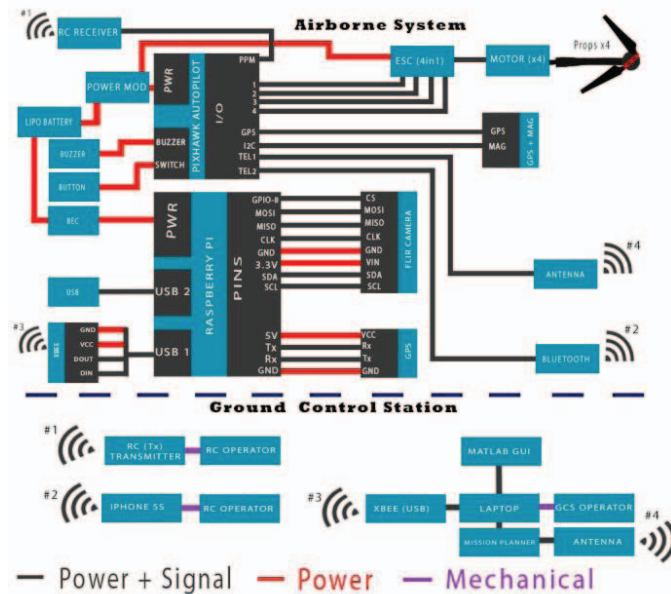 Airborne System
#1
RC RECEIVER
PPM
ESC (4in1)
MOTOR (x4)
Props x4
POWER MOD
PWR
PIXHAWK AUTOPILOT
I/O
1
2
3
4
LIPO BATTERY
BUZZER
BUZZER
GPS
I2C
GPS
MAG
GPS + MAG
BUTTON
SWITCH
TEL1
TEL2
BEC
PWR
RASPBERRY PI
PINS
GPIO-8
MOSI
MISO
CLK
GND
3.3V
SDA
SCL
CS
MOSI
MISO
CLK
GND
VIN
SDA
SCL
FLIR CAMERA
#4
ANTENNA
USB
USB 2
#3
XBEE
GND
VCC
DOUT
DIN
USB 1
5V
Tx
Rx
GND
VCC
Rx
Tx
GND
GPS
#2
BLUETOOTH
Ground Control Station
#1
RC (Tx)
TRANSMITTER
RC OPERATOR
MATLAB GUI
#2
IPHONE 5S
RC OPERATOR
#3
XBEE (USB)
LAPTOP
GCS OPERATOR
#4
MISSION PLANNER
ANTENNA
Power + Signal
Power
Mechanical